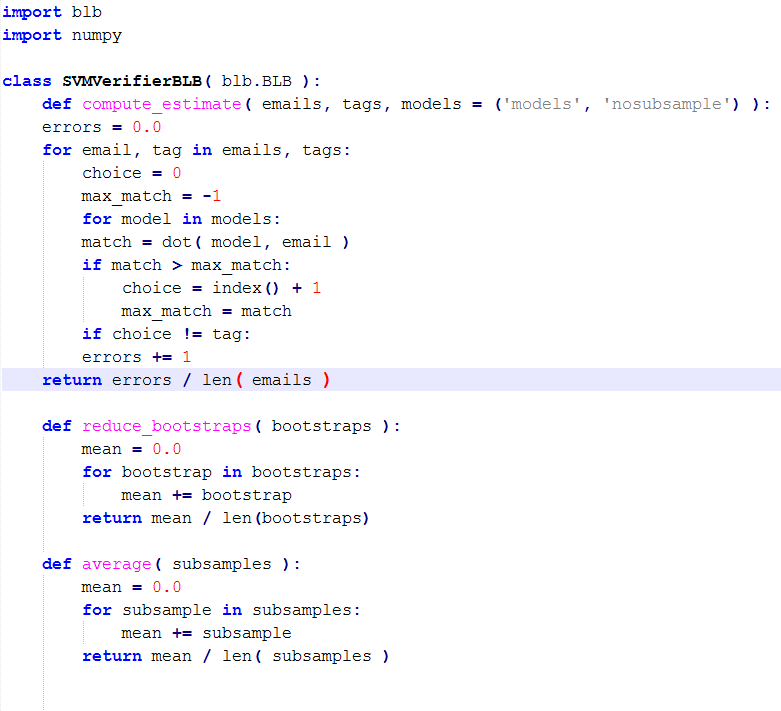 import blb
import numpy

class SVMVerifierBLB( blb.BLB ):
    def compute_estimate( emails, tags, models = ('models', 'nosubsample') ):
    errors = 0.0
    for email, tag in emails, tags:
        choice = 0
        max_match = -1
        for model in models:
        match = dot( model, email )
        if match > max_match:
            choice = index() + 1
            max_match = match
        if choice != tag:
        errors += 1
    return errors / len( emails )

    def reduce_bootstraps( bootstraps ):
        mean = 0.0
        for bootstrap in bootstraps:
            mean += bootstrap
        return mean / len(bootstraps)

    def average( subsamples ):
        mean = 0.0
        for subsample in subsamples:
            mean += subsample
        return mean / len( subsamples )